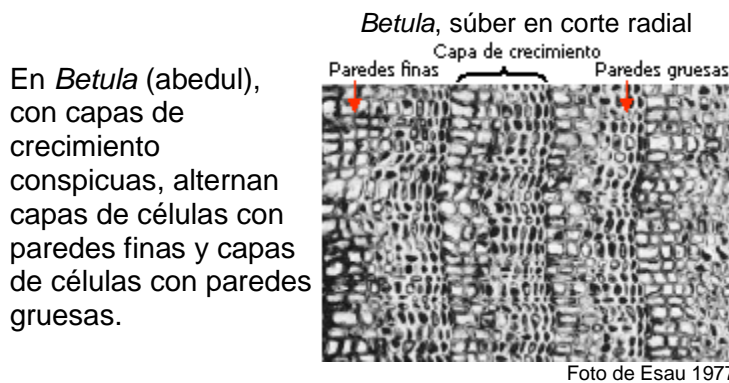 Betula, súber en corte radial
Capa de crecimiento
Paredes finas
Paredes gruesas
En Betula (abedul),
con capas de
crecimiento
conspicuas, alternan
capas de células con
paredes finas y capas
de células con paredes
gruesas.
Foto de Esau 1977